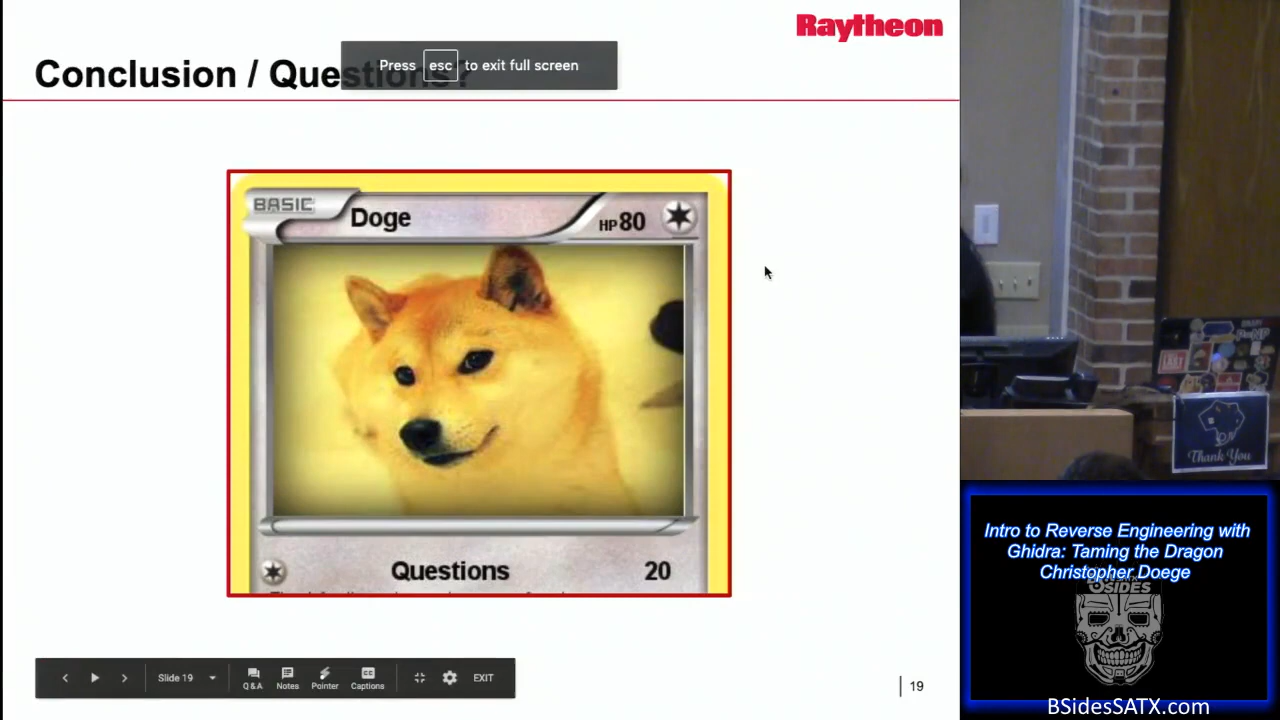 Raytheon
Conclusion / Questions?
Press esc to exit full screen
BASIC
Doge
HP 80
Questions 20
Slide 19
Q&A
Notes
Pointer
Captions
EXIT
19
Thank You
Intro to Reverse Engineering with
Ghidra: Taming the Dragon
Christopher Doege
BSIDES
BSidesSATX.com